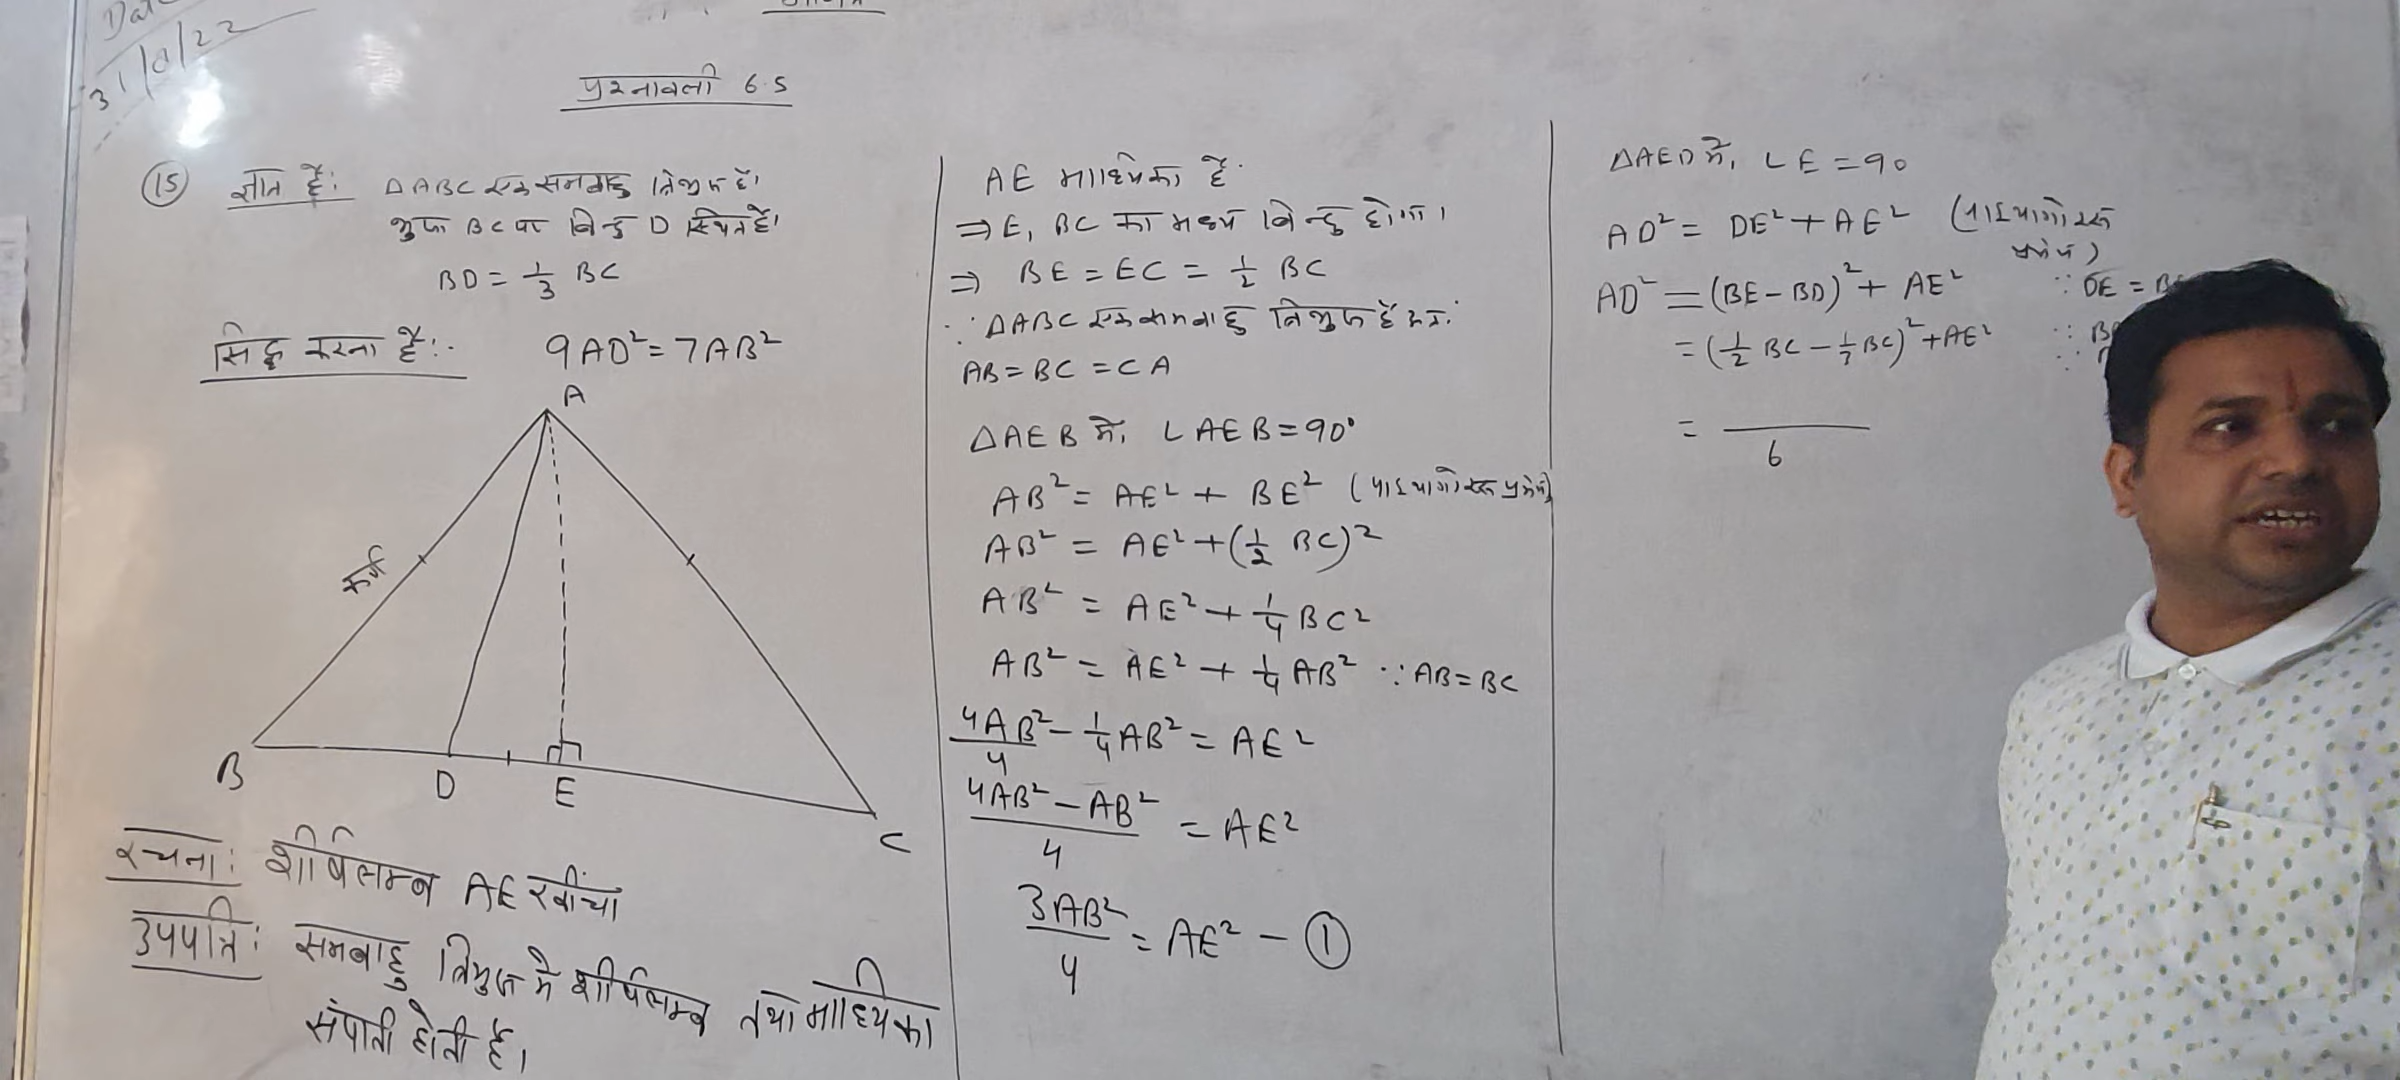 31/8/22
प्रश्नावली 6.5
(15) ज्ञात है: △ABC एक समबाहु त्रिभुज है।
भुजा BC पर बिन्दु D स्थित है।
BD = 1/3 BC
सिद्ध करना है:- 9AD² = 7AB²
A
कर्ण
B
D
E
C
रचना: शीर्षलम्ब AE खींचा
उपपत्ति: समबाहु त्रिभुज मे शीर्षलम्ब तथा माध्यिका
संपाती होती है।
AE माध्यिका है.
⇒ E, BC का मध्य बिन्दु होगा।
⇒ BE = EC = 1/2 BC
∵ △ABC एक समबाहु त्रिभुज है अतः
AB = BC = CA
△AEB मे, ∠AEB = 90°
AB² = AE² + BE² (पाइथागोरस प्रमेय)
AB² = AE² + (1/2 BC)²
AB² = AE² + 1/4 BC²
AB² = AE² + 1/4 AB² ∵ AB = BC
4AB²/4 - 1/4 AB² = AE²
(4AB² - AB²)/4 = AE²
3AB²/4 = AE² - (1)
△AED मे, ∠E = 90
AD² = DE² + AE² (पाइथागोरस
प्रमेय)
AD² = (BE - BD)² + AE² ∵ DE =
= (1/2 BC - 1/3 BC)² + AE² ∵
∵
= /6